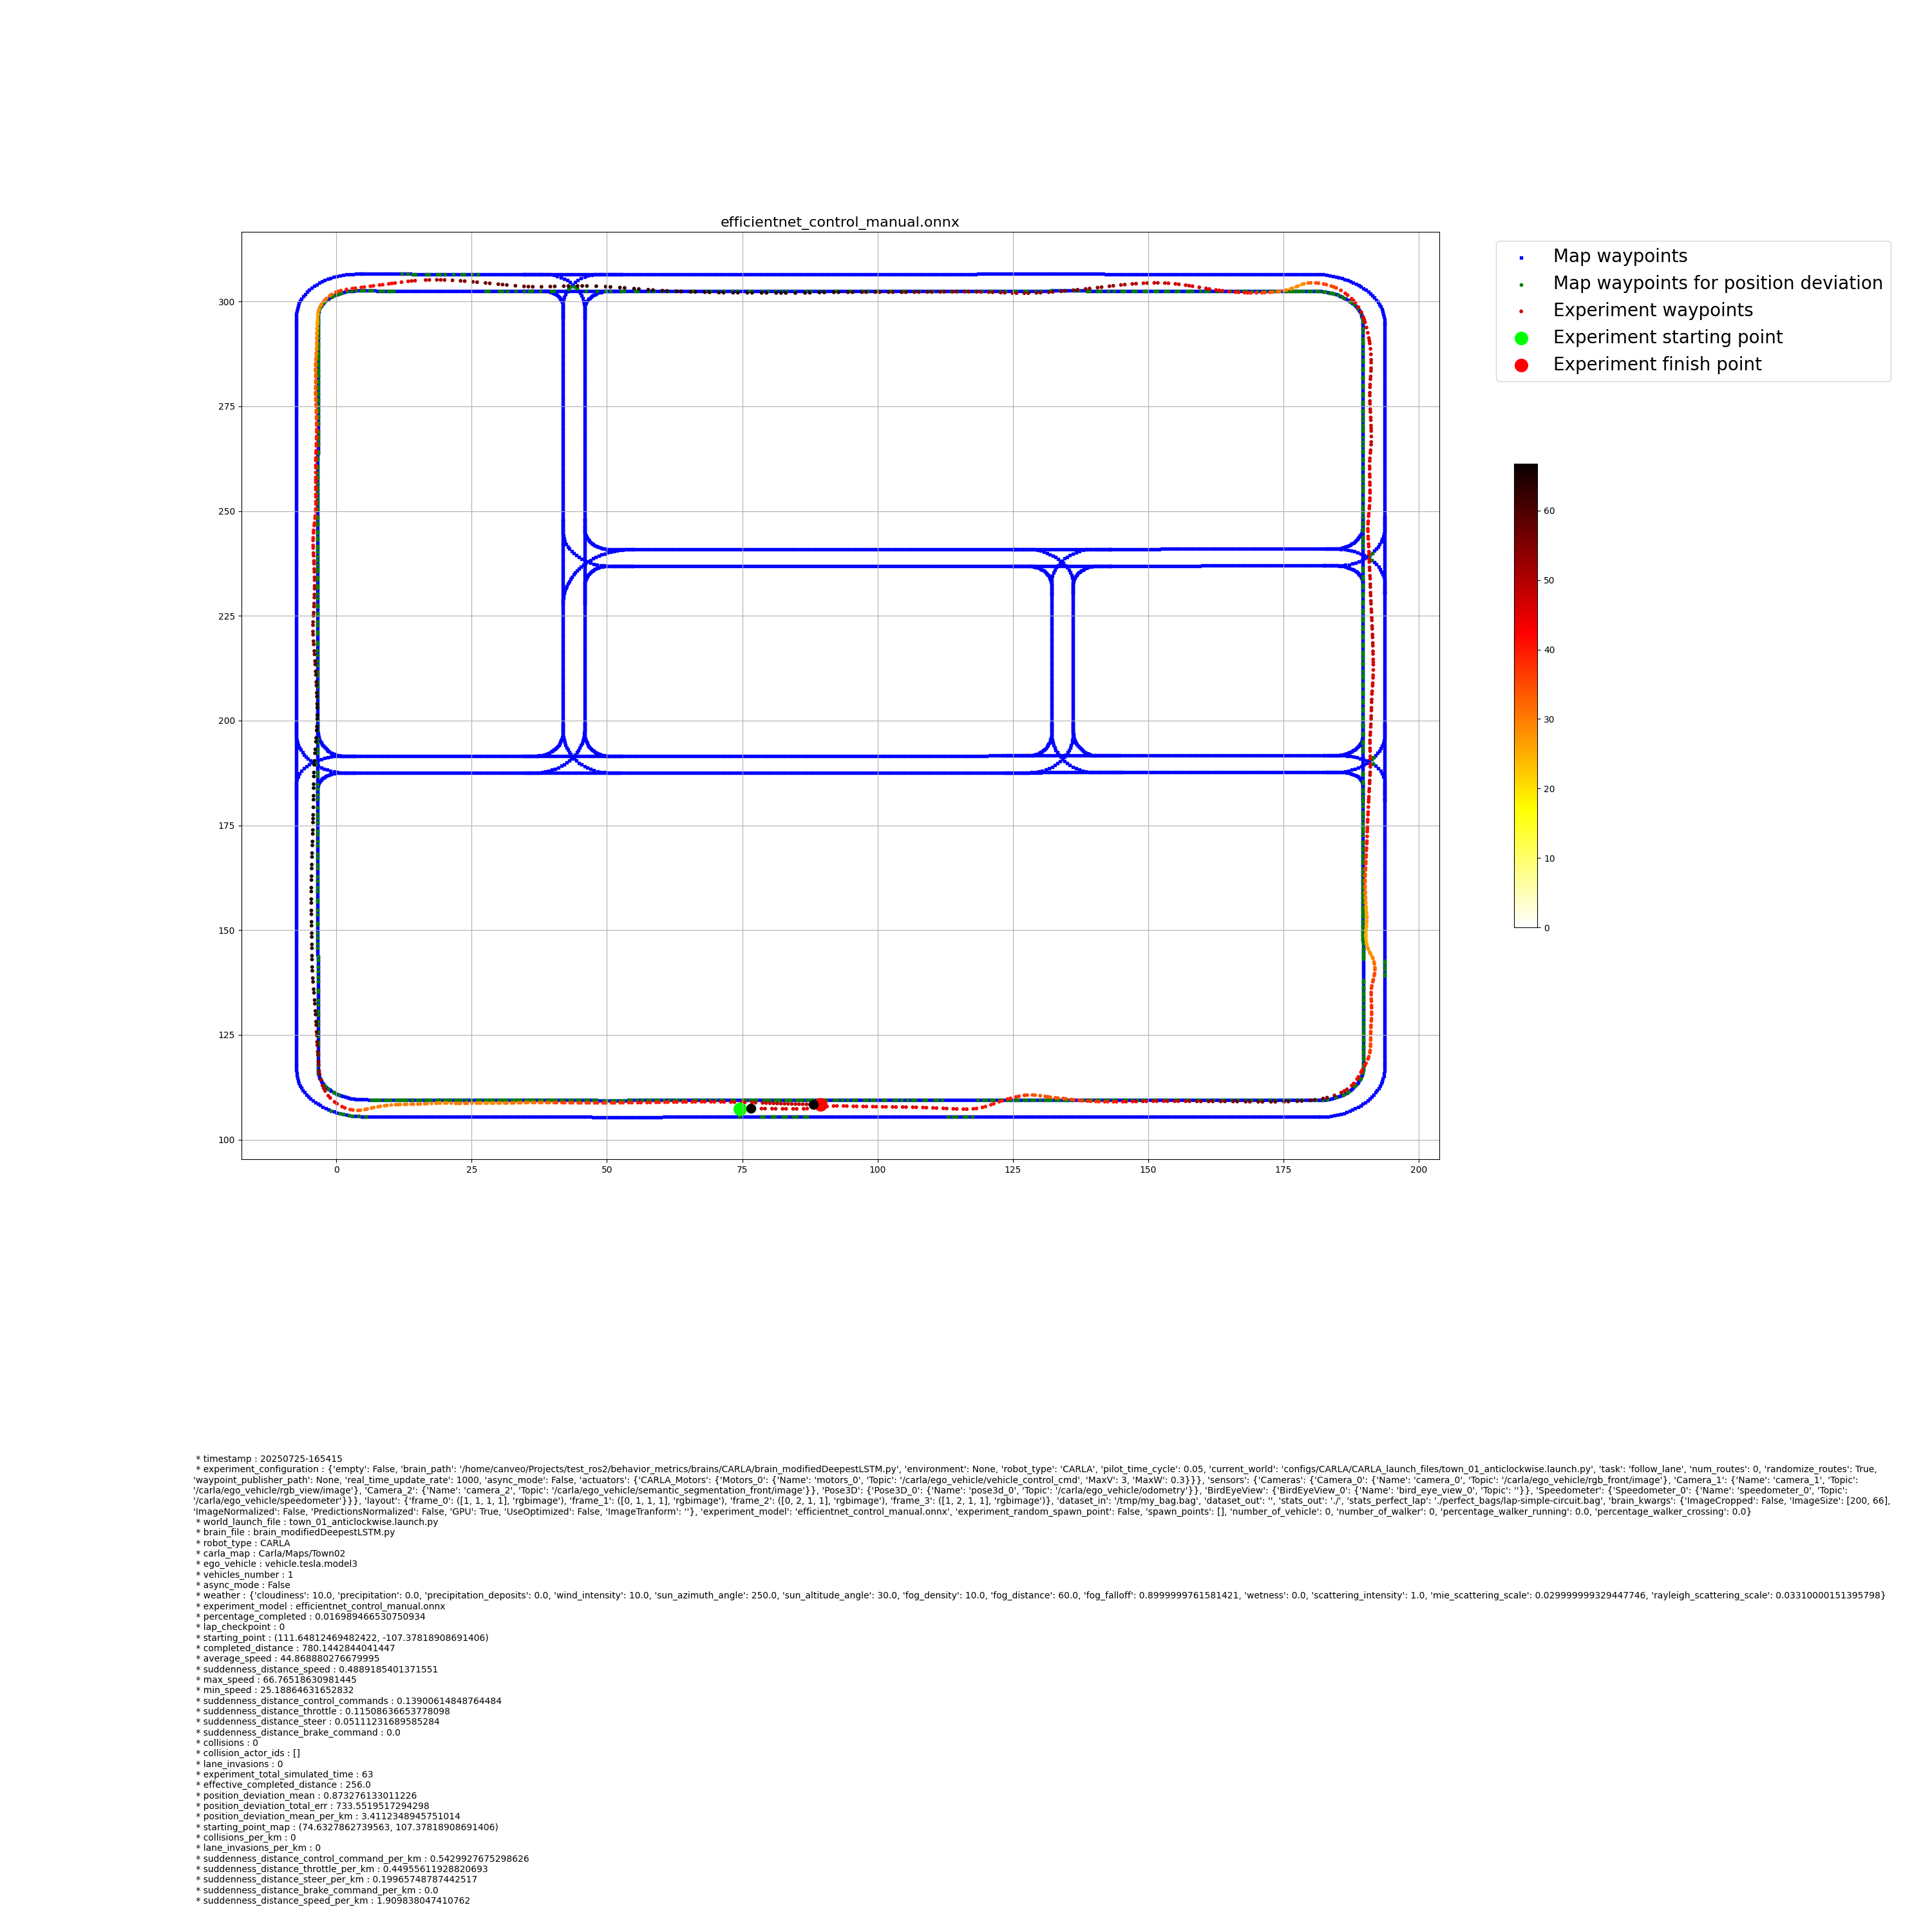 efficientnet_control_manual.onnx
Map waypoints
Map waypoints for position deviation
Experiment waypoints
Experiment starting point
Experiment finish point
300
275
250
225
200
175
150
125
100
0
25
50
75
100
125
150
175
200
60
50
40
30
20
10
0
* timestamp : 20250725-165415
* experiment_configuration : {'empty': False, 'brain_path': '/home/canveo/Projects/test_ros2/behavior_metrics/brains/CARLA/brain_modifiedDeepestLSTM.py', 'environment': None, 'robot_type': 'CARLA', 'pilot_time_cycle': 0.05, 'current_world': 'configs/CARLA/CARLA_launch_files/town_01_anticlockwise.launch.py', 'task': 'follow_lane', 'num_routes': 0, 'randomize_routes': True,
'waypoint_publisher_path': None, 'real_time_update_rate': 1000, 'async_mode': False, 'actuators': {'CARLA_Motors': {'Motors_0': {'Name': 'motors_0', 'Topic': '/carla/ego_vehicle/vehicle_control_cmd', 'MaxV': 3, 'MaxW': 0.3}}}, 'sensors': {'Cameras': {'Camera_0': {'Name': 'camera_0', 'Topic': '/carla/ego_vehicle/rgb_front/image'}, 'Camera_1': {'Name': 'camera_1', 'Topic':
'/carla/ego_vehicle/rgb_view/image'}, 'Camera_2': {'Name': 'camera_2', 'Topic': '/carla/ego_vehicle/semantic_segmentation_front/image'}}, 'Pose3D': {'Pose3D_0': {'Name': 'pose3d_0', 'Topic': '/carla/ego_vehicle/odometry'}}, 'BirdEyeView': {'BirdEyeView_0': {'Name': 'bird_eye_view_0', 'Topic': ''}}, 'Speedometer': {'Speedometer_0': {'Name': 'speedometer_0', 'Topic':
'/carla/ego_vehicle/speedometer'}}}, 'layout': {'frame_0': ([1, 1, 1, 1], 'rgbimage'), 'frame_1': ([0, 1, 1, 1], 'rgbimage'), 'frame_2': ([0, 2, 1, 1], 'rgbimage'), 'frame_3': ([1, 2, 1, 1], 'rgbimage')}, 'dataset_in': '/tmp/my_bag.bag', 'dataset_out': '', 'stats_out': './', 'stats_perfect_lap': './perfect_bags/lap-simple-circuit.bag', 'brain_kwargs': {'ImageCropped': False, 'ImageSize': [200, 66],
'ImageNormalized': False, 'PredictionsNormalized': False, 'GPU': True, 'UseOptimized': False, 'ImageTranform': ''}, 'experiment_model': 'efficientnet_control_manual.onnx', 'experiment_random_spawn_point': False, 'spawn_points': [], 'number_of_vehicle': 0, 'number_of_walker': 0, 'percentage_walker_running': 0.0, 'percentage_walker_crossing': 0.0}
* world_launch_file : town_01_anticlockwise.launch.py
* brain_file : brain_modifiedDeepestLSTM.py
* robot_type : CARLA
* carla_map : Carla/Maps/Town02
* ego_vehicle : vehicle.tesla.model3
* vehicles_number : 1
* async_mode : False
* weather : {'cloudiness': 10.0, 'precipitation': 0.0, 'precipitation_deposits': 0.0, 'wind_intensity': 10.0, 'sun_azimuth_angle': 250.0, 'sun_altitude_angle': 30.0, 'fog_density': 10.0, 'fog_distance': 60.0, 'fog_falloff': 0.8999999761581421, 'wetness': 0.0, 'scattering_intensity': 1.0, 'mie_scattering_scale': 0.029999999329447746, 'rayleigh_scattering_scale': 0.03310000151395798}
* experiment_model : efficientnet_control_manual.onnx
* percentage_completed : 0.016989466530750934
* lap_checkpoint : 0
* starting_point : (111.64812469482422, -107.37818908691406)
* completed_distance : 780.1442844041447
* average_speed : 44.868880276679995
* suddenness_distance_speed : 0.4889185401371551
* max_speed : 66.76518630981445
* min_speed : 25.18864631652832
* suddenness_distance_control_commands : 0.13900614848764484
* suddenness_distance_throttle : 0.11508636653778098
* suddenness_distance_steer : 0.05111231689585284
* suddenness_distance_brake_command : 0.0
* collisions : 0
* collision_actor_ids : []
* lane_invasions : 0
* experiment_total_simulated_time : 63
* effective_completed_distance : 256.0
* position_deviation_mean : 0.873276133011226
* position_deviation_total_err : 733.5519517294298
* position_deviation_mean_per_km : 3.4112348945751014
* starting_point_map : (74.6327862739563, 107.37818908691406)
* collisions_per_km : 0
* lane_invasions_per_km : 0
* suddenness_distance_control_command_per_km : 0.5429927675298626
* suddenness_distance_throttle_per_km : 0.44955611928820693
* suddenness_distance_steer_per_km : 0.19965748787442517
* suddenness_distance_brake_command_per_km : 0.0
* suddenness_distance_speed_per_km : 1.909838047410762